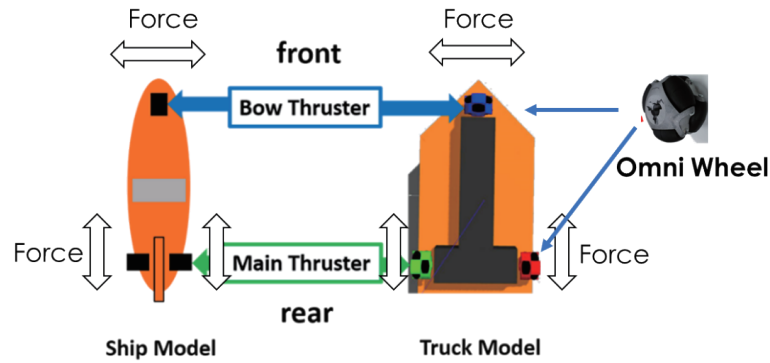 Force
front
Force
Bow Thruster
Omni Wheel
Force
Main Thruster
Force
rear
Ship Model
Truck Model